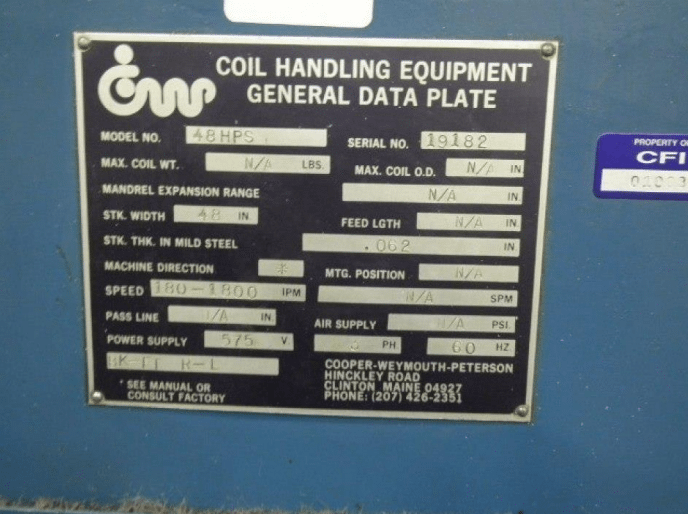 cwp
COIL HANDLING EQUIPMENT
GENERAL DATA PLATE
MODEL NO. 48HPS
SERIAL NO. 19182
MAX. COIL WT. N/A LBS.
MAX. COIL O.D. N/A IN
MANDREL EXPANSION RANGE N/A IN
STK. WIDTH 48 IN
FEED LGTH N/A IN
STK. THK. IN MILD STEEL .062 IN
MACHINE DIRECTION *
MTG. POSITION N/A
SPEED 180-1800 IPM
N/A SPM
PASS LINE N/A IN
AIR SUPPLY N/A PSI.
POWER SUPPLY 575 V
3 PH 60 HZ
R-L
* SEE MANUAL OR
CONSULT FACTORY
COOPER-WEYMOUTH-PETERSON
HINCKLEY ROAD
CLINTON, MAINE 04927
PHONE: (207) 426-2351
PROPERTY O
CFI